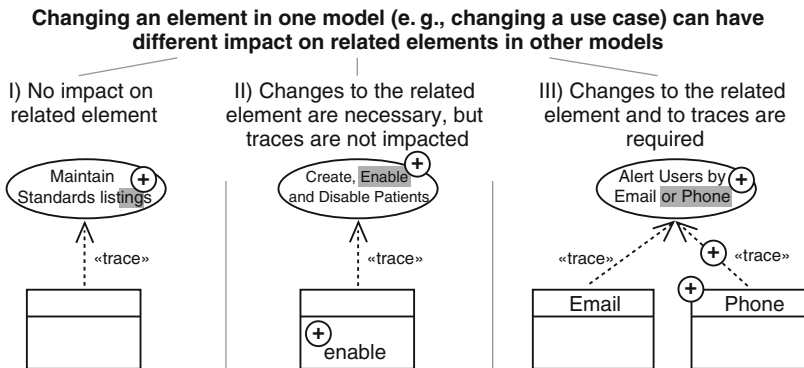 Changing an element in one model (e. g., changing a use case) can have
different impact on related elements in other models
I) No impact on
related element
II) Changes to the related
element are necessary, but
traces are not impacted
III) Changes to the related
element and to traces are
required
Maintain
Standards listings
+
Create, Enable
and Disable Patients
+
Alert Users by
Email or Phone
+
«trace»
«trace»
«trace»
+
«trace»
+
enable
Email
+
Phone